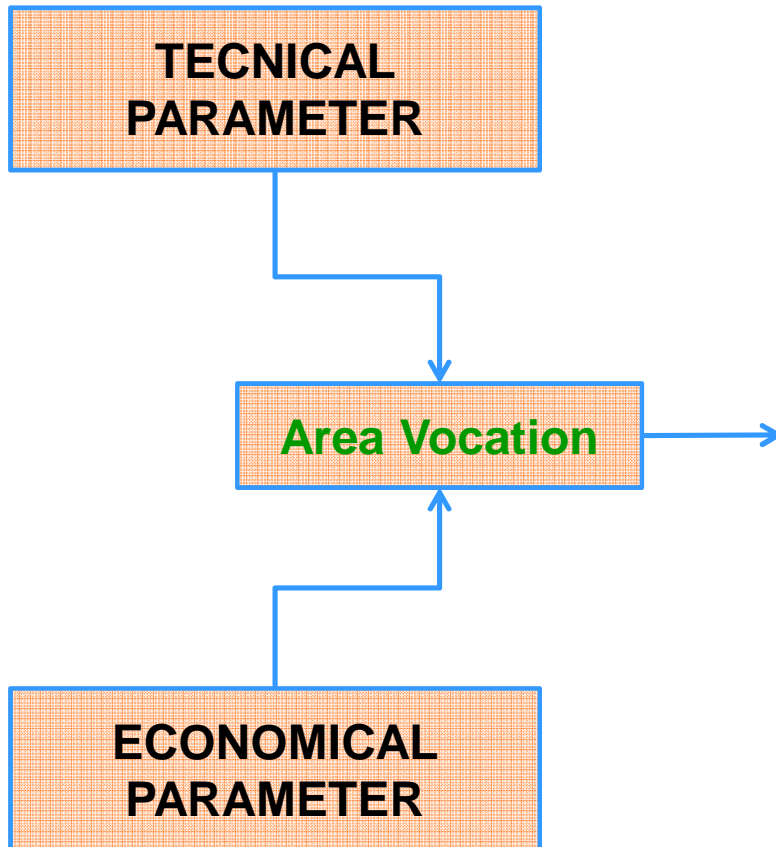 TECNICAL
PARAMETER
Area Vocation
ECONOMICAL
PARAMETER